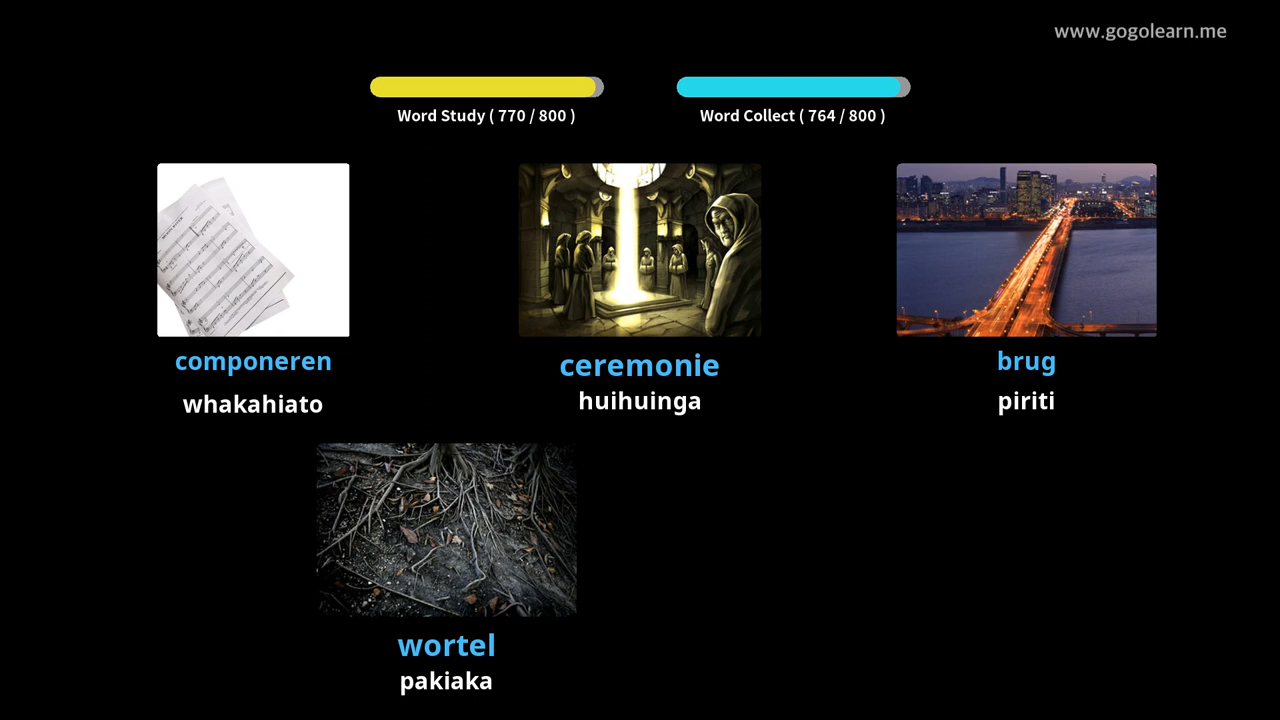 www.gogolearn.me
Word Study ( 770 / 800 )
Word Collect ( 764 / 800 )
componeren
whakahiato
ceremonie
huihuinga
brug
piriti
wortel
pakiaka